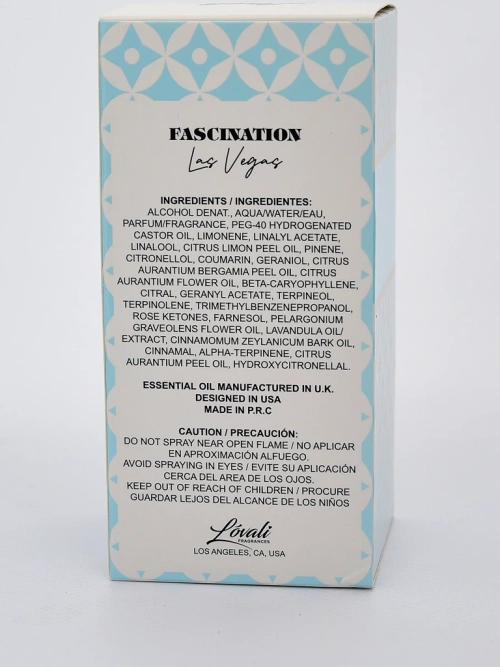 FASCINATION
Las Vegas
INGREDIENTS / INGREDIENTES:
ALCOHOL DENAT., AQUA/WATER/EAU,
PARFUM/FRAGRANCE, PEG-40 HYDROGENATED
CASTOR OIL, LIMONENE, LINALYL ACETATE,
LINALOOL, CITRUS LIMON PEEL OIL, PINENE,
CITRONELLOL, COUMARIN, GERANIOL, CITRUS
AURANTIUM BERGAMIA PEEL OIL, CITRUS
AURANTIUM FLOWER OIL, BETA-CARYOPHYLLENE,
CITRAL, GERANYL ACETATE, TERPINEOL,
TERPINOLENE, TRIMETHYLBENZENEPROPANOL,
ROSE KETONES, FARNESOL, PELARGONIUM
GRAVEOLENS FLOWER OIL, LAVANDULA OIL/
EXTRACT, CINNAMOMUM ZEYLANICUM BARK OIL,
CINNAMAL, ALPHA-TERPINENE, CITRUS
AURANTIUM PEEL OIL, HYDROXYCITRONELLAL.
ESSENTIAL OIL MANUFACTURED IN U.K.
DESIGNED IN USA
MADE IN P.R.C
CAUTION / PRECAUCIÓN:
DO NOT SPRAY NEAR OPEN FLAME / NO APLICAR
EN APROXIMACIÓN ALFUEGO.
AVOID SPRAYING IN EYES / EVITE SU APLICACIÓN
CERCA DEL AREA DE LOS OJOS.
KEEP OUT OF REACH OF CHILDREN / PROCURE
GUARDAR LEJOS DEL ALCANCE DE LOS NIÑOS
Lóvali
FRAGRANCES
LOS ANGELES, CA, USA